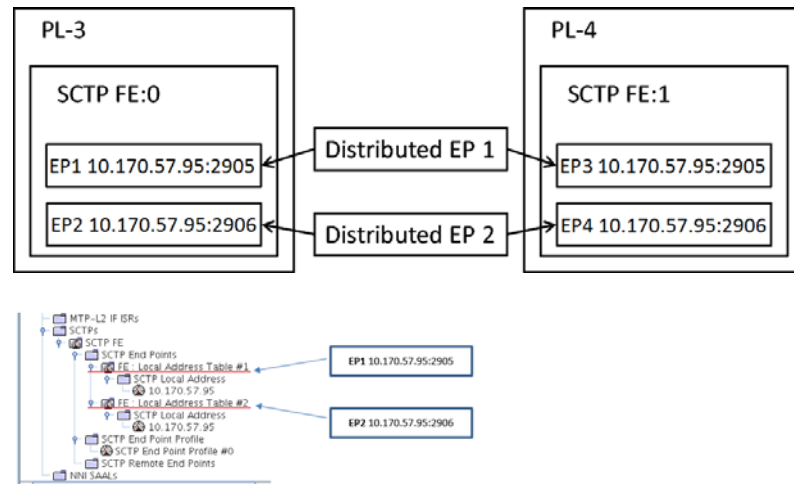 PL-3
PL-4
SCTP FE:0
SCTP FE:1
EP1 10.170.57.95:2905
Distributed EP 1
EP3 10.170.57.95:2905
EP2 10.170.57.95:2906
Distributed EP 2
EP4 10.170.57.95:2906
MTP-L2 IF ISRs
SCTPs
SCTP FE
SCTP End Points
FE : Local Address Table #1
SCTP Local Address
10.170.57.95
FE : Local Address Table #2
SCTP Local Address
10.170.57.95
SCTP End Point Profile
SCTP End Point Profile #0
SCTP Remote End Points
NNI SAALs
EP1 10.170.57.95:2905
EP2 10.170.57.95:2906